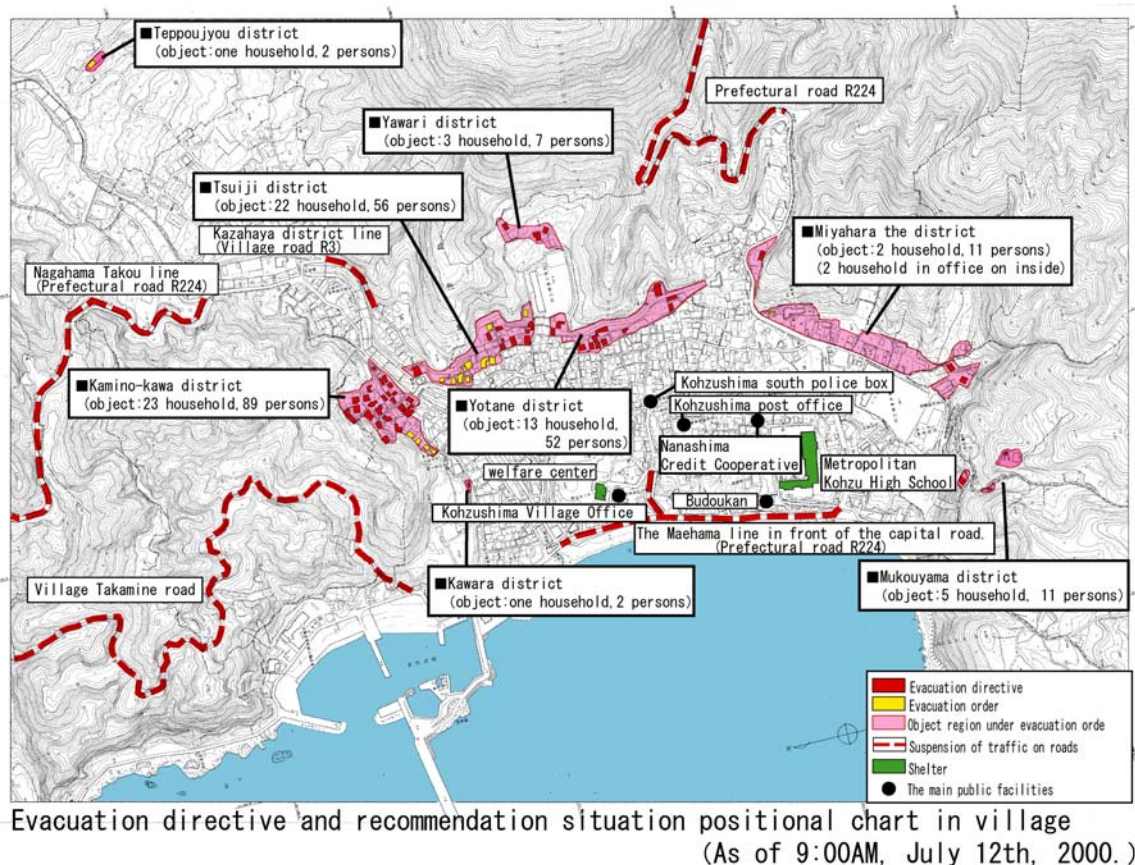 ■Teppoujyou district
(object:one household, 2 persons)
Prefectural road R224
■Yawari district
(object:3 household, 7 persons)
■Tsuiji district
(object:22 household, 56 persons)
Kazahaya district line
(Village road R3)
■Miyahara the district
(object:2 household, 11 persons)
(2 household in office on inside)
Nagahama Takou line
(Prefectural road R224)
■Kamino-kawa district
(object:23 household, 89 persons)
Kohzushima south police box
■Yotane district
(object:13 household,
52 persons)
Kohzushima post office
Nanashima
Credit Cooperative
Metropolitan
Kohzu High School
welfare center
Kohzushima Village Office
Budoukan
The Maehama line in front of the capital road.
(Prefectural road R224)
Village Takamine road
■Kawara district
(object:one household, 2 persons)
■Mukouyama district
(object:5 household, 11 persons)
Evacuation directive
Evacuation order
Object region under evacuation orde
Suspension of traffic on roads
Shelter
The main public facilities
Evacuation directive and recommendation situation positional chart in village
(As of 9:00AM, July 12th, 2000.)